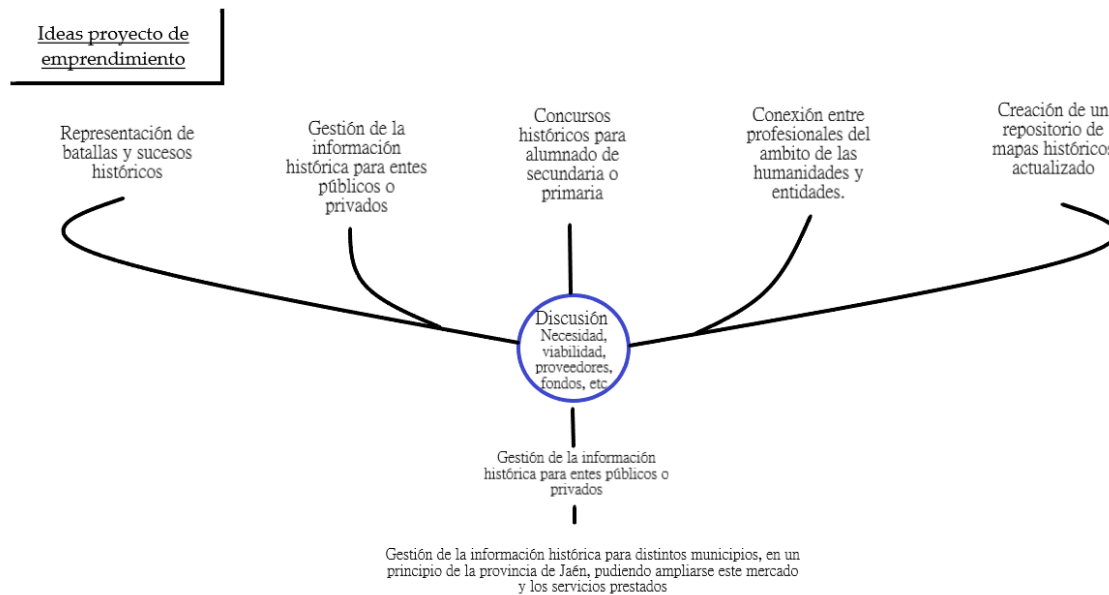 Ideas proyecto de
emprendimiento
Representación de
batallas y sucesos
históricos
Gestión de la
información
histórica para entes
públicos o
privados
Concursos
históricos para
alumnado de
secundaria o
primaria
Conexión entre
profesionales del
ambito de las
humanidades y
entidades.
Creación de un
repositorio de
mapas históricos
actualizado
Discusión
Necesidad,
viabilidad,
proveedores,
fondos, etc
Gestión de la información
histórica para entes públicos o
privados
Gestión de la información histórica para distintos municipios, en un
principio de la provincia de Jaén, pudiendo ampliarse este mercado
y los servicios prestados